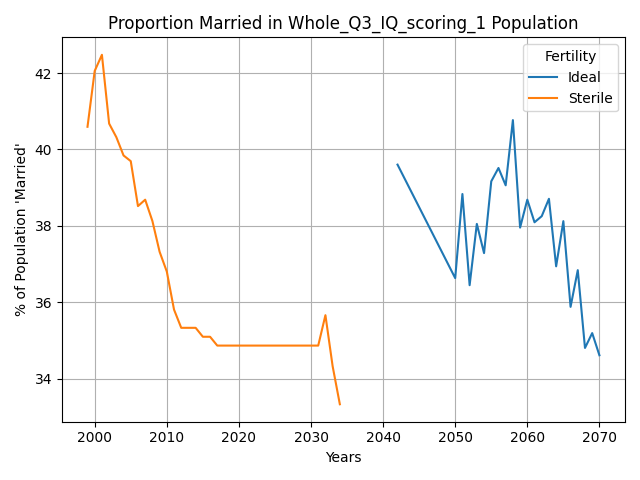 Proportion Married in Whole_Q3_IQ_scoring_1 Population
% of Population 'Married'
42
40
38
36
34
Fertility
Ideal
Sterile
2000 2010 2020 2030 2040 2050 2060 2070
Years